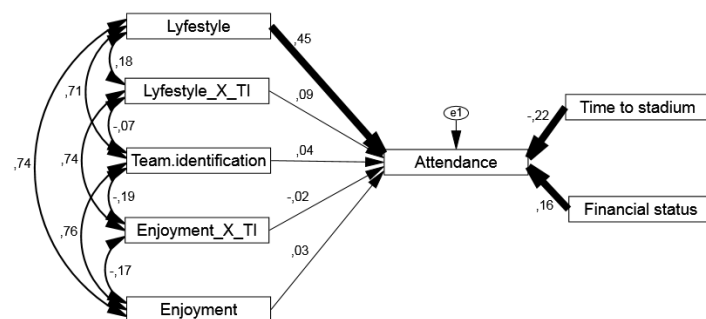 Lyfestyle
,45
,18
,71
Lyfestyle_X_TI
,09
e1
-,22
Time to stadium
-,07
,74
,74
Team.identification
,04
Attendance
-,19
-,02
,16
Financial status
,76
Enjoyment_X_TI
,03
-,17
Enjoyment